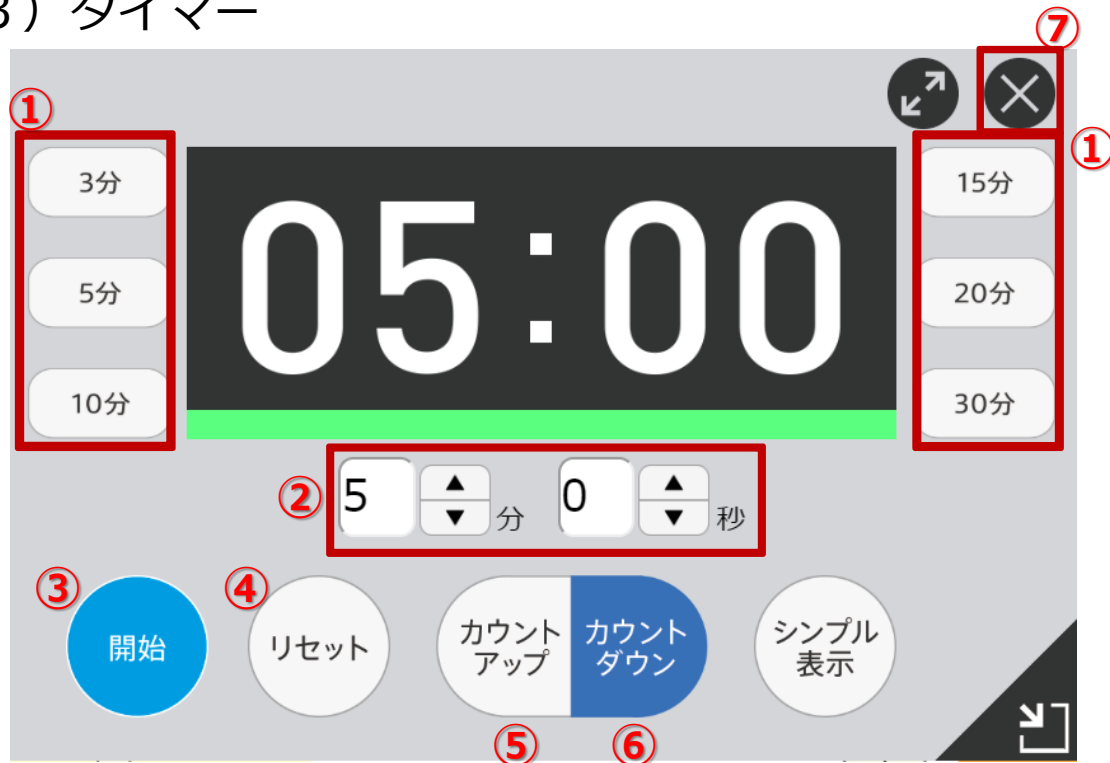 3）タイマー
⑦
①
①
3分
15分
05:00
5分
20分
10分
30分
②
5
分
0
秒
③
④
開始
リセット
カウント
アップ
カウント
ダウン
シンプル
表示
⑤
⑥